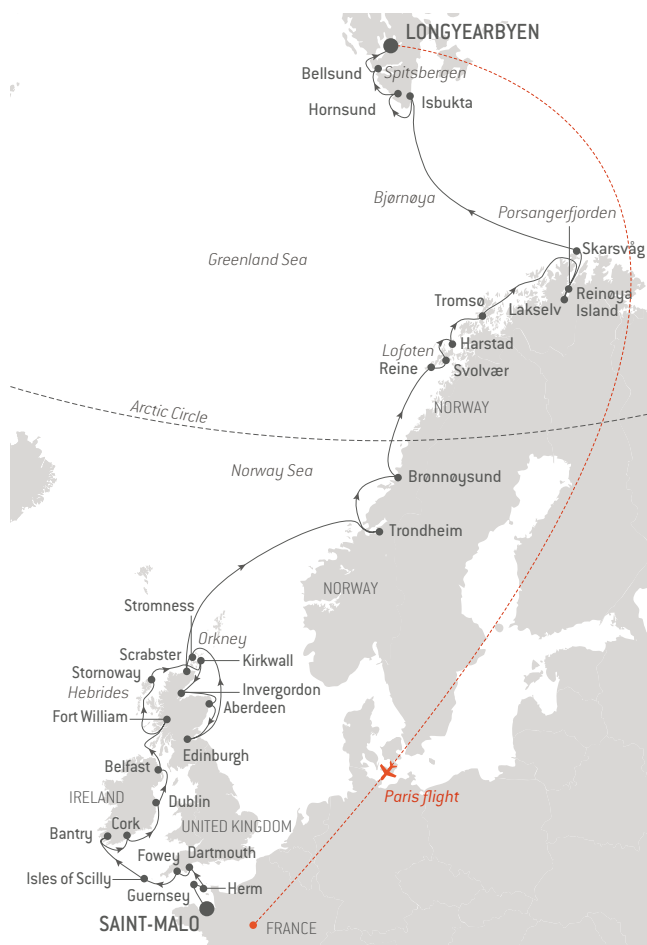 LONGYEARBYEN
Bellsund
Spitsbergen
Hornsund
Isbukta
Bjørnøya
Porsangerfjorden
Skarsvåg
Greenland Sea
Tromsø
Lakselv
Reinøya
Island
Lofoten
Harstad
Reine
Svolvær
NORWAY
Arctic Circle
Norway Sea
Brønnøysund
Trondheim
NORWAY
Stromness
Orkney
Scrabster
Kirkwall
Stornoway
Hebrides
Invergordon
Aberdeen
Fort William
Edinburgh
Belfast
Paris flight
IRELAND
Dublin
Cork
UNITED KINGDOM
Bantry
Fowey
Dartmouth
Isles of Scilly
Herm
Guernsey
SAINT-MALO
FRANCE